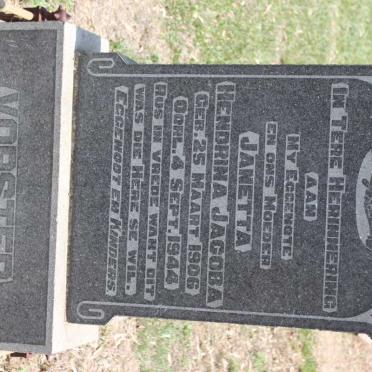 In Tere Herinnering
aan
My Eggenote
en ons Moeder
Hendrina Jacoba
Janetta
Geb: 25 Maart 1906
Oorl. 4 Sept. 1944
Rus in vrede want dit
was die Here se wil.
Eggenoot en Kinders
Vorster